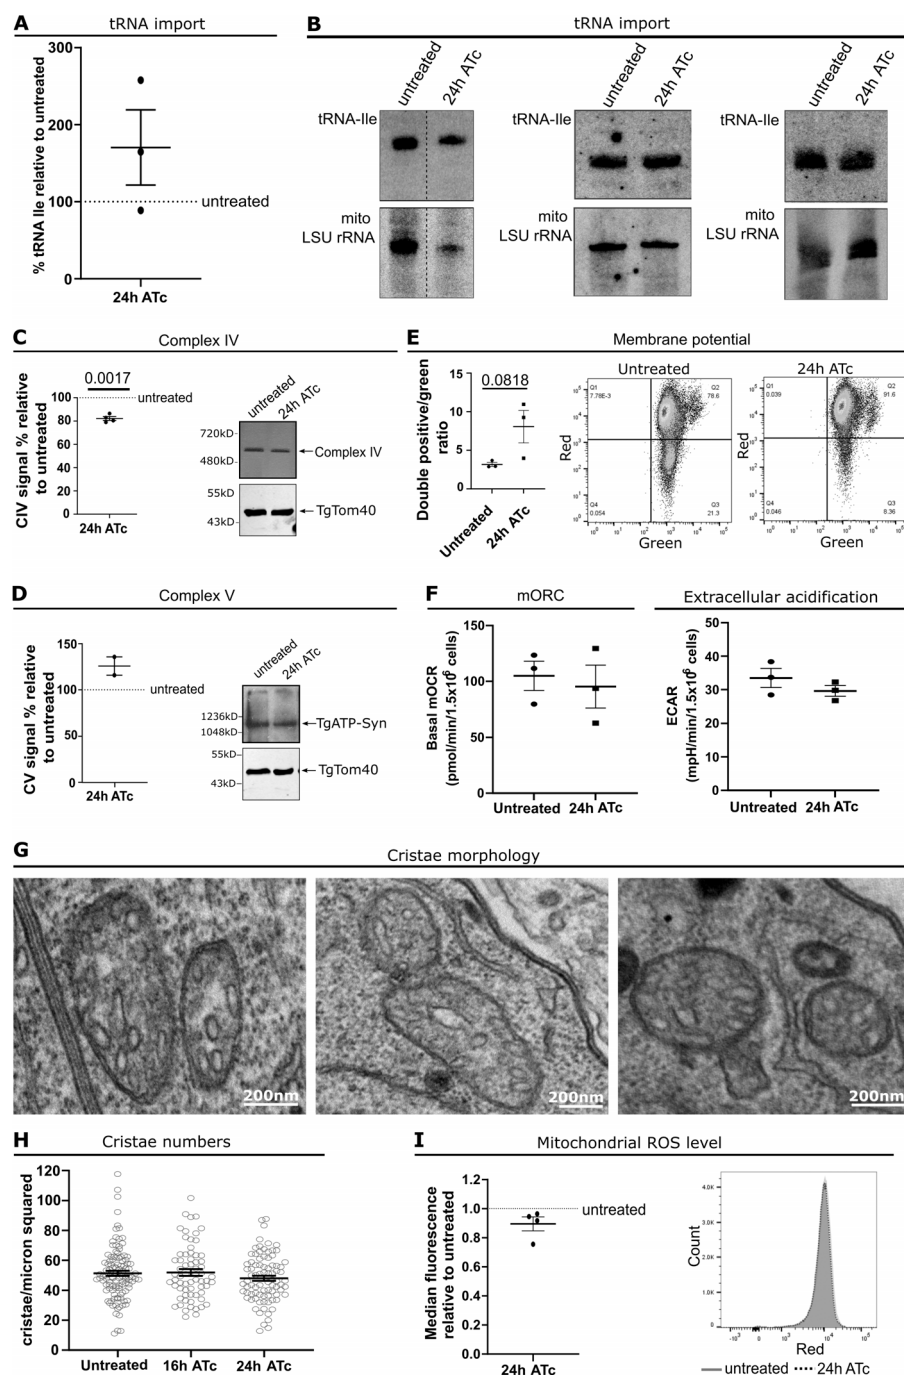 A
tRNA import
300
200
100
0
% tRNA Ile relative to untreated
untreated
24h ATc
B
tRNA import
untreated
24h ATc
untreated
24h ATc
untreated
24h ATc
tRNA-Ile
tRNA-Ile
tRNA-Ile
mito
LSU rRNA
mito
LSU rRNA
mito
LSU rRNA
C
Complex IV
0.0017
100
80
60
40
20
0
CIV signal % relative
to untreated
untreated
24h ATc
untreated
24h ATc
720kD
480kD
Complex IV
55kD
43kD
TgTom40
E
Membrane potential
0.0818
15
10
5
0
Double positive/green
ratio
Untreated
24h ATc
Untreated
Q1
7.78E-3
Q2
78.6
Q4
0.054
Q3
21.3
Red
Green
24h ATc
Q1
0.039
Q2
91.6
Q4
0.046
Q3
8.36
Red
Green
D
Complex V
150
100
50
0
CV signal % relative
to untreated
untreated
24h ATc
untreated
24h ATc
1236kD
1048kD
TgATP-Syn
55kD
43kD
TgTom40
F
mORC
150
100
50
0
Basal mOCR
(pmol/min/1.5x10⁶ cells)
Untreated
24h ATc
Extracellular acidification
50
40
30
20
10
0
ECAR
(mpH/min/1.5x10⁶ cells)
Untreated
24h ATc
G
Cristae morphology
200nm
200nm
200nm
H
Cristae numbers
120
100
80
60
40
20
0
cristae/micron squared
Untreated
16h ATc
24h ATc
I
Mitochondrial ROS level
1.2
1.0
0.8
0.6
0.4
0.2
0.0
Median fluorescence
relative to untreated
untreated
24h ATc
4.0K
3.0K
2.0K
1.0K
0
Count
-10³
0
10³
10⁴
10⁵
Red
untreated
24h ATc